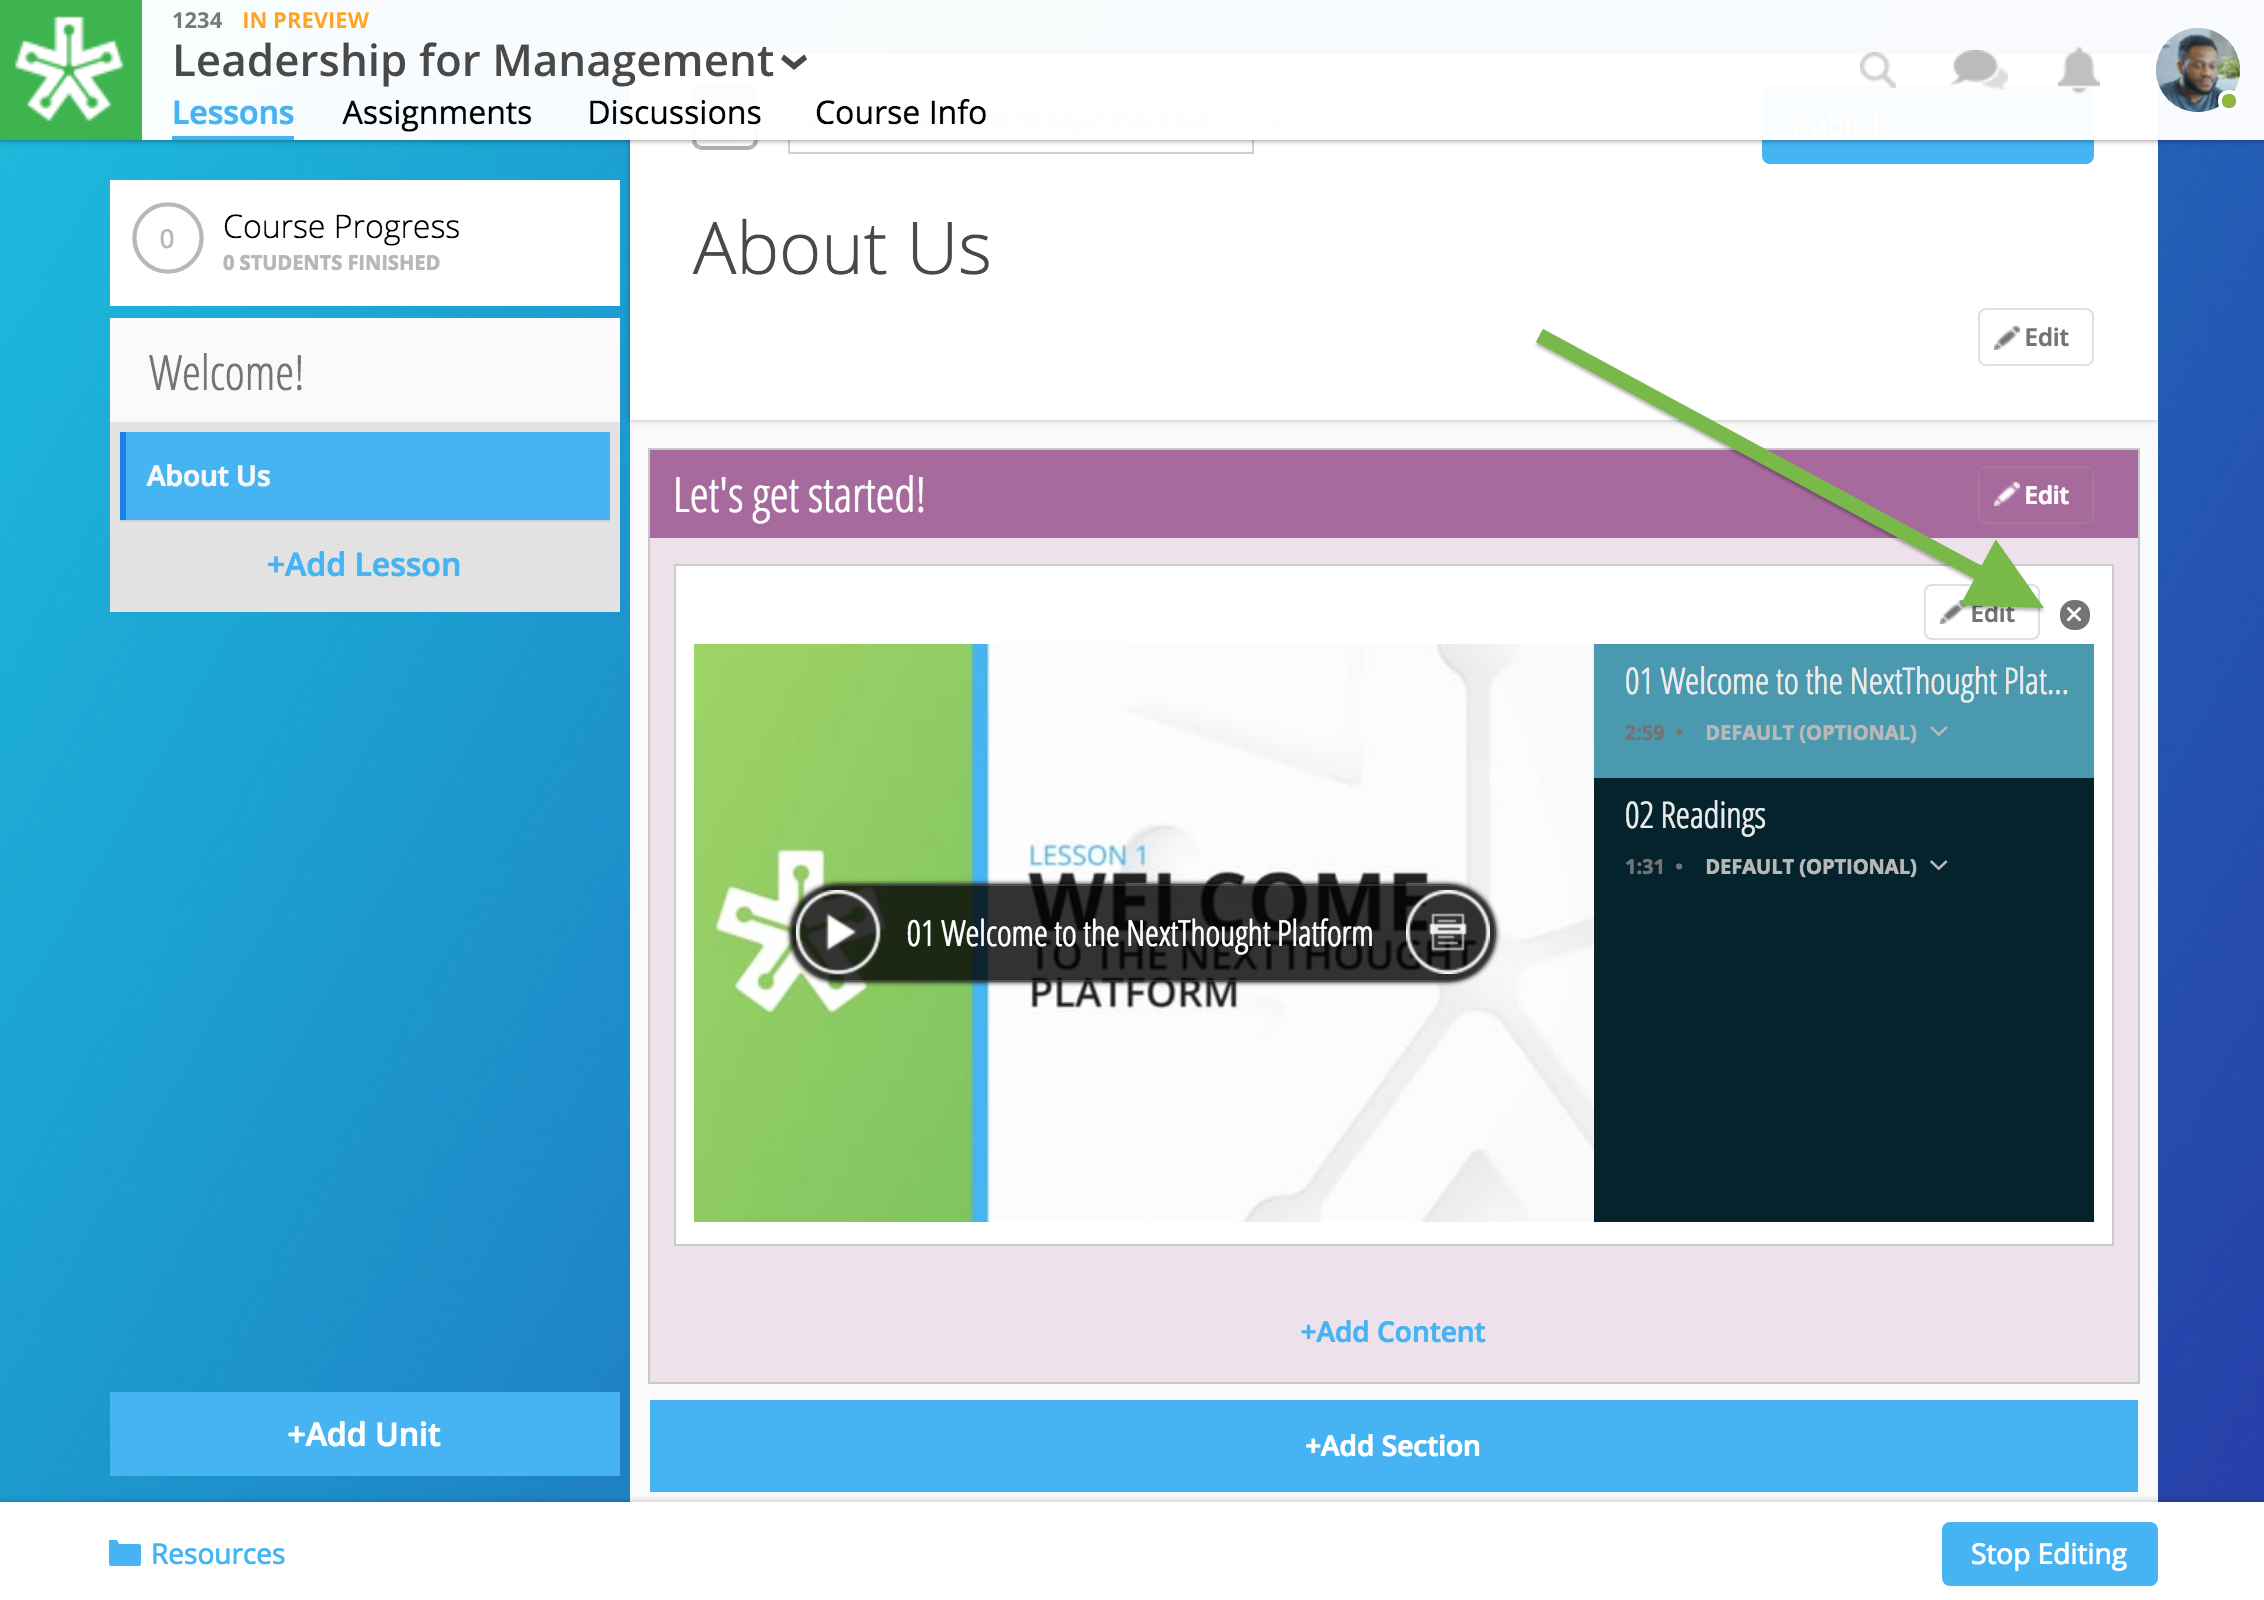 1234 IN PREVIEW
Leadership for Management
Lessons Assignments Discussions Course Info
Publish
0
Course Progress
0 STUDENTS FINISHED
Welcome!
About Us
+Add Lesson
+Add Unit
About Us
Edit
Let's get started!
Edit
Edit
LESSON 1
WELCOME
TO THE NEXTTHOUGHT
PLATFORM
01 Welcome to the NextThought Platform
01 Welcome to the NextThought Plat...
2:59 • DEFAULT (OPTIONAL)
02 Readings
1:31 • DEFAULT (OPTIONAL)
+Add Content
+Add Section
Resources
Stop Editing